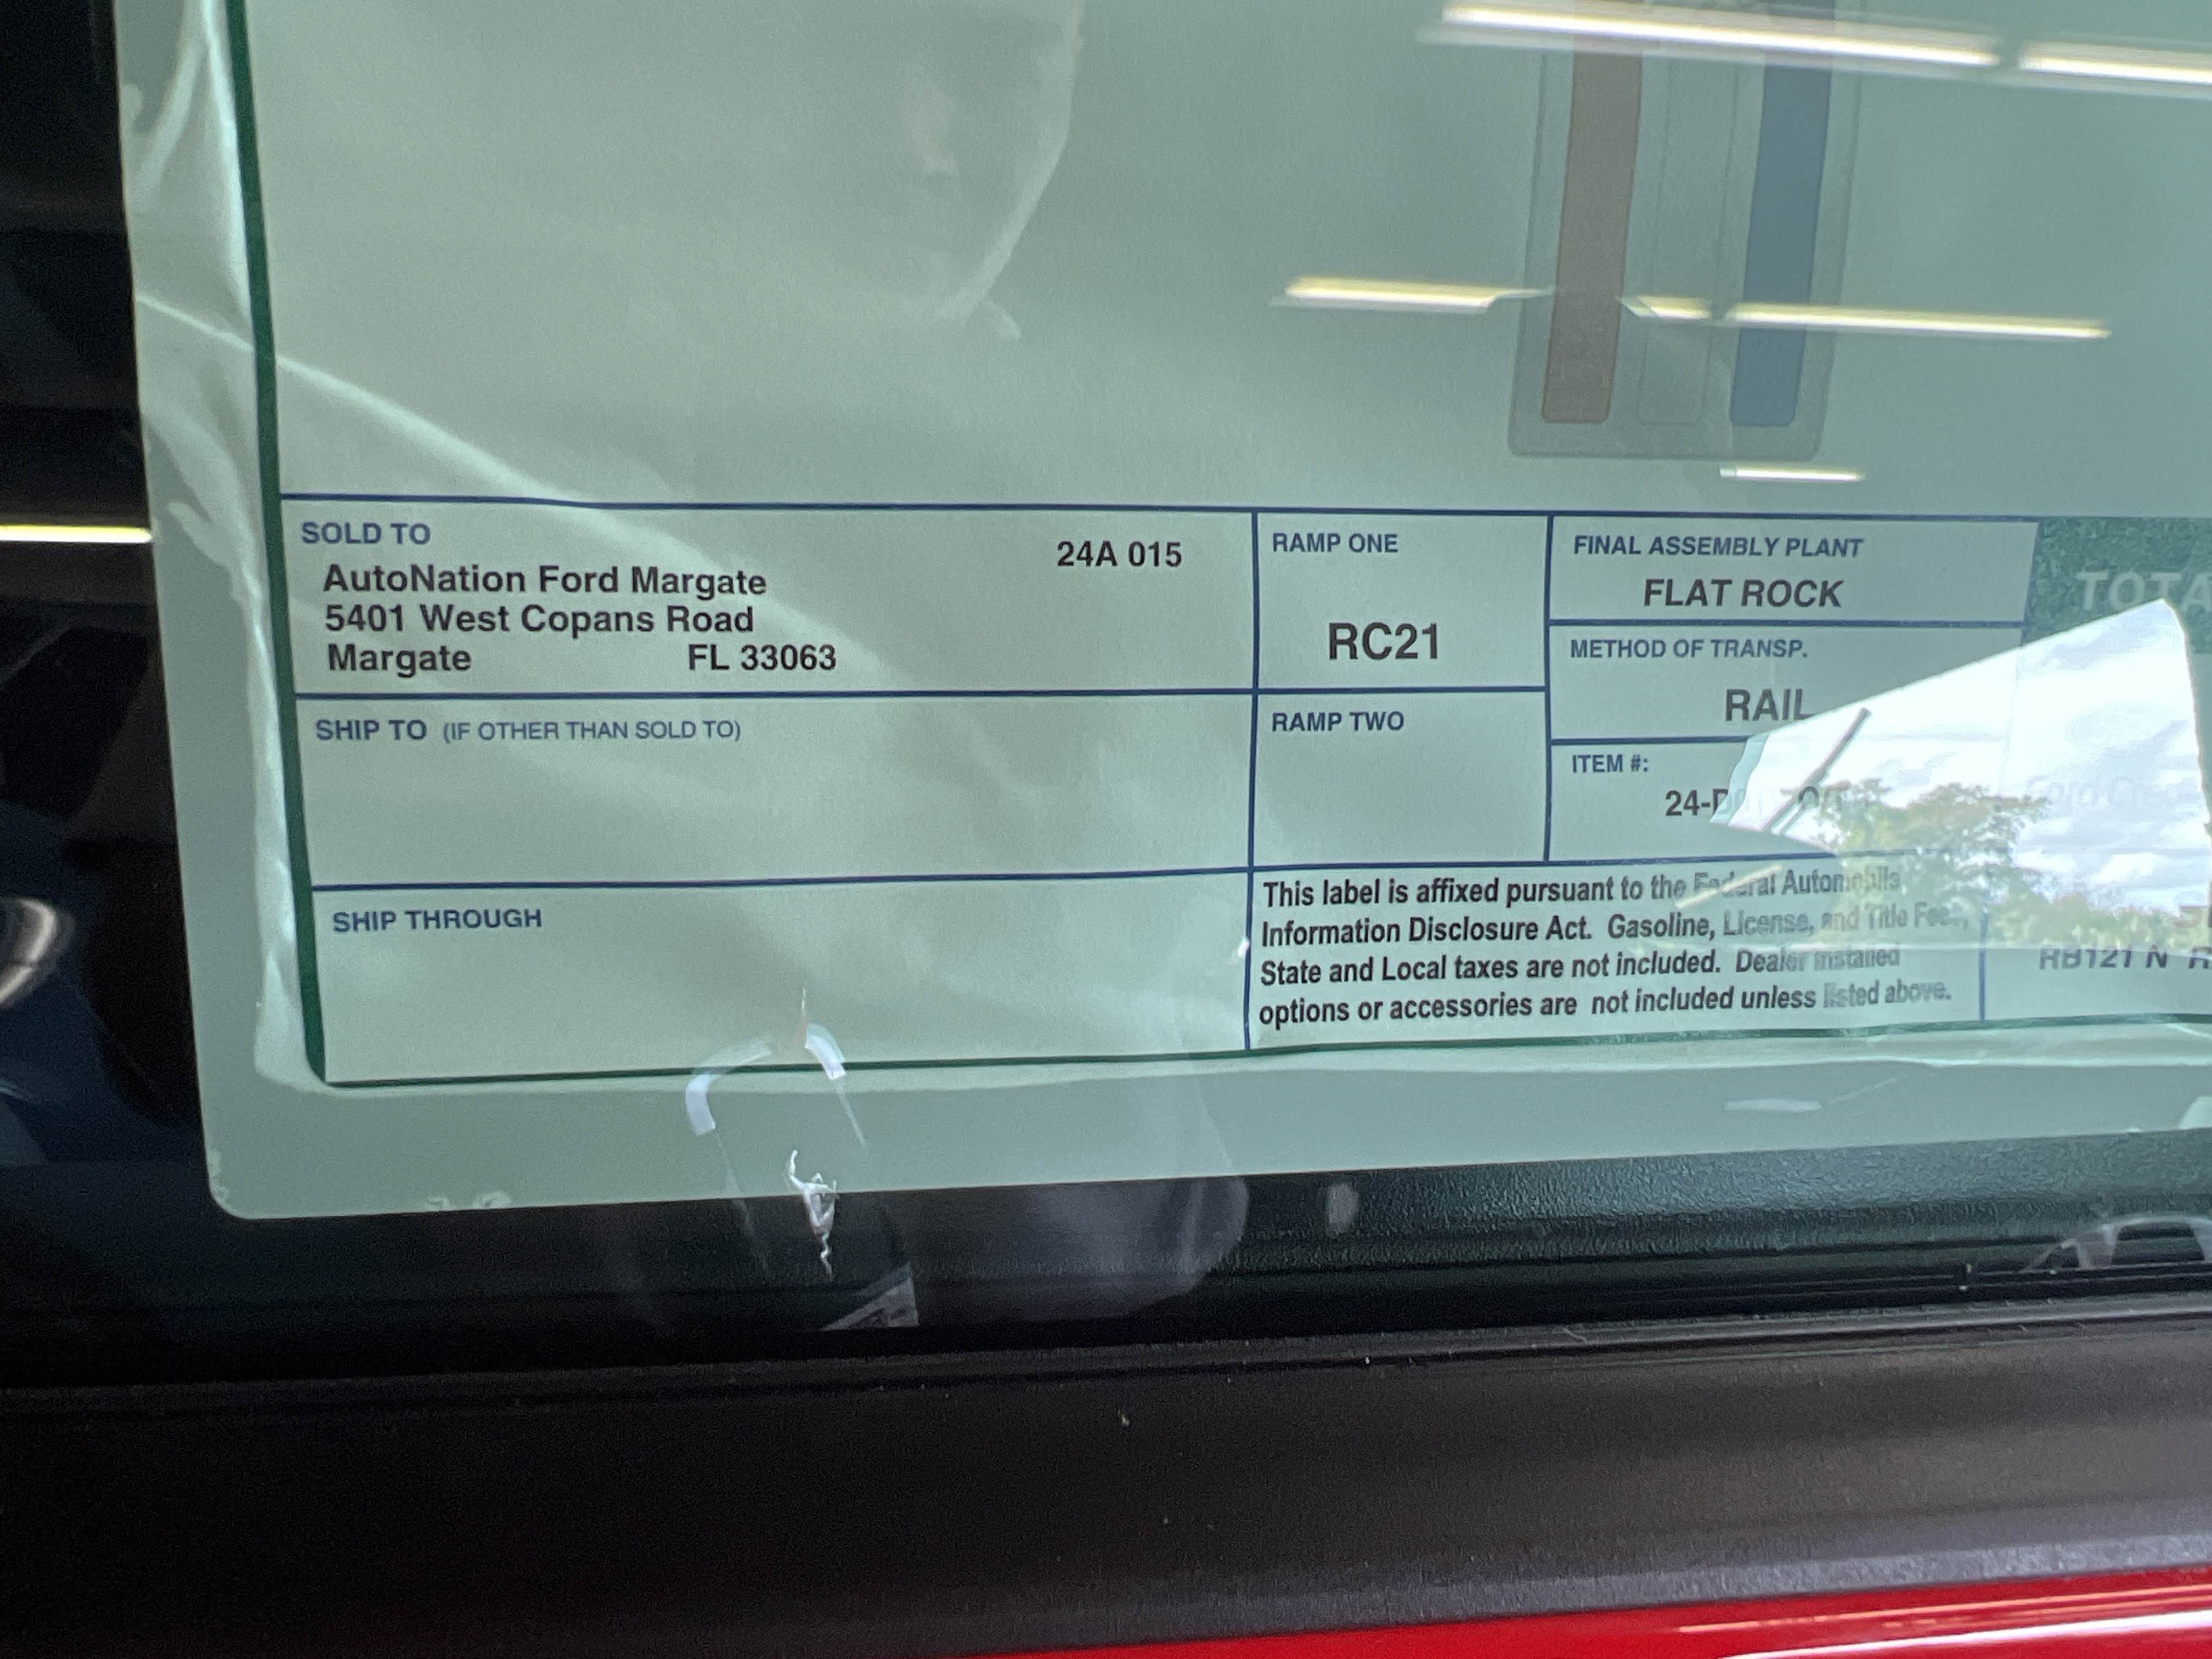 SOLD TO
24A 015
AutoNation Ford Margate
5401 West Copans Road
Margate FL 33063
RAMP ONE
RC21
FINAL ASSEMBLY PLANT
FLAT ROCK
METHOD OF TRANSP.
RAIL
SHIP TO (IF OTHER THAN SOLD TO)
RAMP TWO
ITEM #:
SHIP THROUGH
This label is affixed pursuant to the Federal Automobile
Information Disclosure Act. Gasoline, License, and Title Fees,
State and Local taxes are not included. Dealer installed
options or accessories are not included unless listed above.
RB121 N